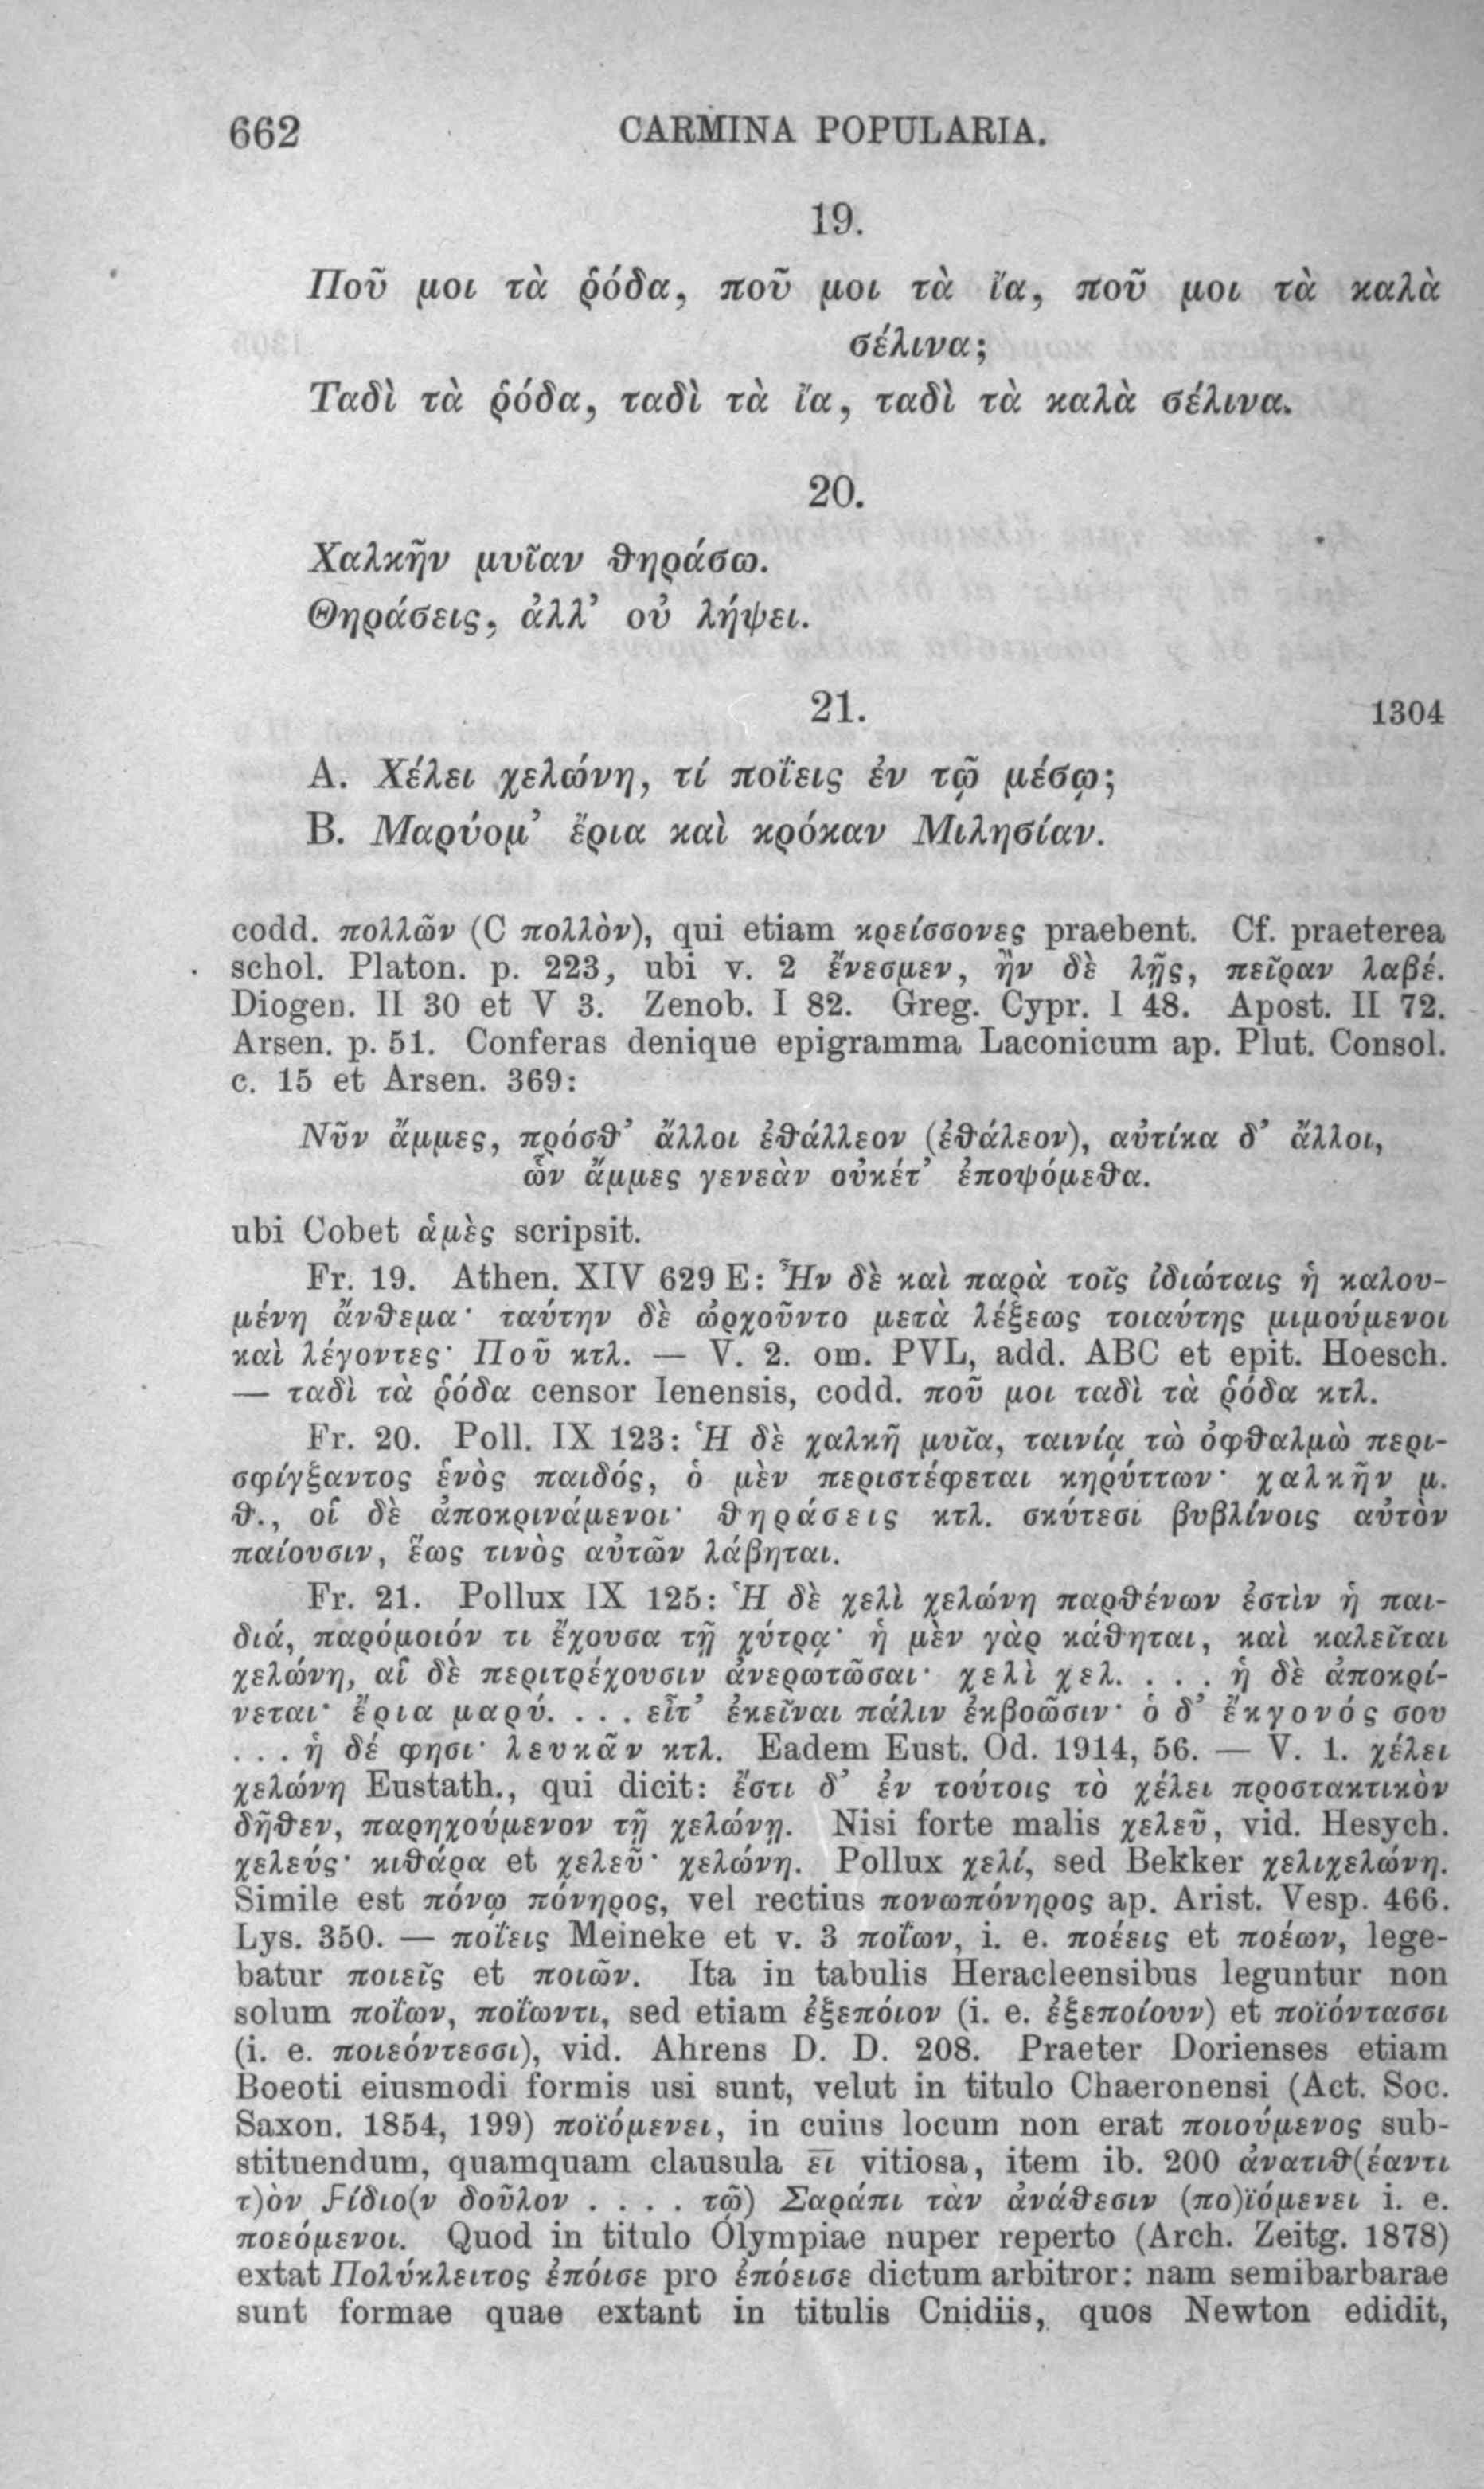 662
CARMINA POPULARIA.
19.
Ποῦ μοι τὰ ῥόδα, ποῦ μοι τὰ ἴα, ποῦ μοι τὰ καλὰ
σέλινα;
Ταδὶ τὰ ῥόδα, ταδὶ τὰ ἴα, ταδὶ τὰ καλὰ σέλινα.
20.
Χαλκῆν μυῖαν θηράσω.
Θηράσεις, ἀλλ’ οὐ λήψει.
21.
1304
Α. Χέλει χελώνη, τί ποΐεις ἐν τῷ μέσῳ;
Β. Μαρύομ’ ἔρια καὶ κρόκαν Μιλησίαν.
codd. πολλῶν (C πολλὸν), qui etiam κρείσσονες praebent. Cf. praeterea
schol. Platon. p. 223, ubi v. 2 ἔνεσμεν, ἢν δὲ λῇς, πεῖραν λαβέ.
Diogen. II 30 et V 3. Zenob. I 82. Greg. Cypr. I 48. Apost. II 72.
Arsen. p. 51. Conferas denique epigramma Laconicum ap. Plut. Consol.
c. 15 et Arsen. 369:
Νῦν ἄμμες, πρόσθ’ ἄλλοι ἐθάλλεον (ἐθάλεον), αὐτίκα δ’ ἄλλοι,
ὧν ἄμμες γενεὰν οὐκέτ’ ἐποψόμεθα.
ubi Cobet ἁμὲς scripsit.
Fr. 19. Athen. XIV 629 E: Ἦν δὲ καὶ παρὰ τοῖς ἰδιώταις ἡ καλου-
μένη ἄνθεμα· ταύτην δὲ ὠρχοῦντο μετὰ λέξεως τοιαύτης μιμούμενοι
καὶ λέγοντες· Ποῦ κτλ. — V. 2. om. PVL, add. ABC et epit. Hoesch.
— ταδὶ τὰ ῥόδα censor Ienensis, codd. ποῦ μοι ταδὶ τὰ ῥόδα κτλ.
Fr. 20. Poll. IX 123: Ἡ δὲ χαλκῆ μυῖα, ταινίᾳ τὼ ὀφθαλμὼ περι-
σφίγξαντος ἑνὸς παιδός, ὁ μὲν περιστέφεται κηρύττων· χαλκῆν μ.
θ., οἱ δὲ ἀποκρινάμενοι· θηράσεις κτλ. σκύτεσι βυβλίνοις αὐτὸν
παίουσιν, ἕως τινὸς αὐτῶν λάβηται.
Fr. 21. Pollux IX 125: Ἡ δὲ χελὶ χελώνη παρθένων ἐστὶν ἡ παι-
διά, παρόμοιόν τι ἔχουσα τῇ χύτρᾳ· ἡ μὲν γὰρ κάθηται, καὶ καλεῖται
χελώνη, αἱ δὲ περιτρέχουσιν ἀνερωτῶσαι· χελὶ χελ. . . . ἡ δὲ ἀποκρί-
νεται· ἔρια μαρύ. . . . εἶτ’ ἐκεῖναι πάλιν ἐκβοῶσιν· ὁ δ’ ἔκγονός σου
. . . ἡ δέ φησι· λευκᾶν κτλ. Eadem Eust. Od. 1914, 56. — V. 1. χέλει
χελώνη Eustath., qui dicit: ἔστι δ’ ἐν τούτοις τὸ χέλει προστακτικὸν
δῆθεν, παρηχούμενον τῇ χελώνῃ. Nisi forte malis χελεῦ, vid. Hesych.
χελεύς· κιθάρα et χελεῦ· χελώνη. Pollux χελί, sed Bekker χελιχελώνη.
Simile est πόνῳ πόνηρος, vel rectius πονωπόνηρος ap. Arist. Vesp. 466.
Lys. 350. — ποΐεις Meineke et v. 3 ποΐων, i. e. ποέεις et ποέων, lege-
batur ποιεῖς et ποιῶν. Ita in tabulis Heracleensibus leguntur non
solum ποΐων, ποΐωντι, sed etiam ἐξεπόιον (i. e. ἐξεποίουν) et ποϊόντασσι
(i. e. ποιεόντεσσι), vid. Ahrens D. D. 208. Praeter Dorienses etiam
Boeoti eiusmodi formis usi sunt, velut in titulo Chaeronensi (Act. Soc.
Saxon. 1854, 199) ποϊόμενει, in cuius locum non erat ποιούμενος sub-
stituendum, quamquam clausula ει vitiosa, item ib. 200 ἀνατιθ(έαντι
τ)ὸν Ϝίδιο(ν δοῦλον . . . . τῶ) Σαράπι τὰν ἀνάθεσιν (πο)ϊόμενει i. e.
ποεόμενοι. Quod in titulo Olympiae nuper reperto (Arch. Zeitg. 1878)
extat Πολύκλειτος ἐπόισε pro ἐπόεισε dictum arbitror: nam semibarbarae
sunt formae quae extant in titulis Cnidiis, quos Newton edidit,